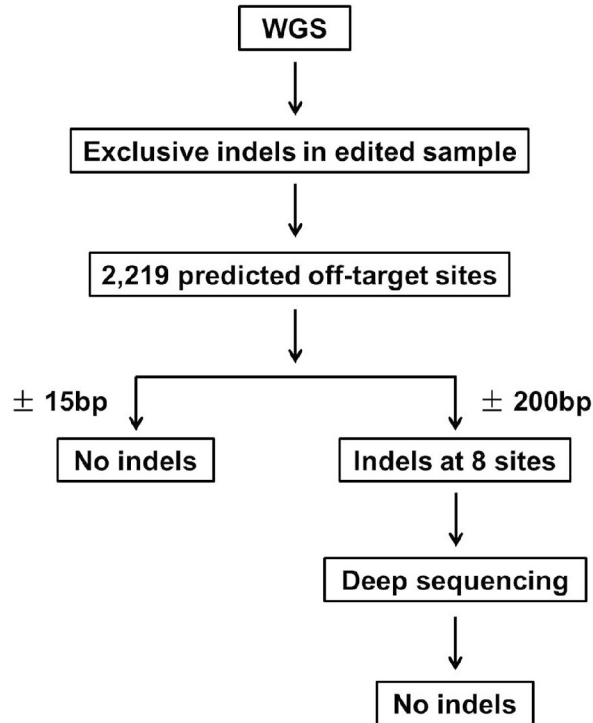 WGS
Exclusive indels in edited sample
2,219 predicted off-target sites
± 15bp
± 200bp
No indels
Indels at 8 sites
Deep sequencing
No indels